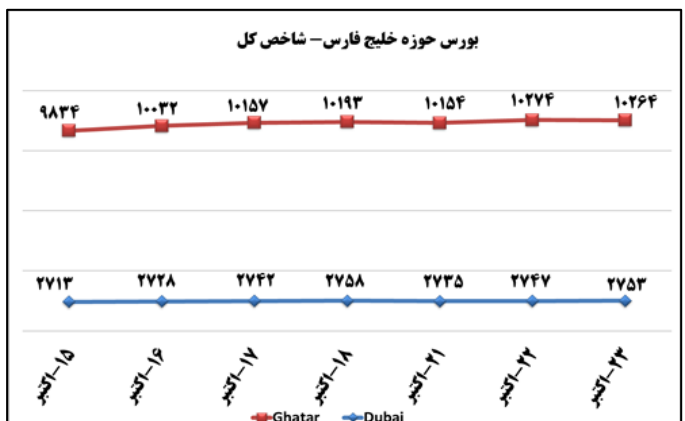 بورس حوزه خلیج فارس– شاخص کل
۹۸۳۴ ۱۰۰۳۲ ۱۰۱۵۷ ۱۰۱۹۳ ۱۰۱۵۴ ۱۰۲۷۴ ۱۰۲۶۴
۲۷۱۳ ۲۷۲۸ ۲۷۴۲ ۲۷۵۸ ۲۷۳۵ ۲۷۴۷ ۲۷۵۳
۱۵-اکتبر ۱۶-اکتبر ۱۷-اکتبر ۱۸-اکتبر ۲۱-اکتبر ۲۲-اکتبر ۲۳-اکتبر
Ghatar Dubai